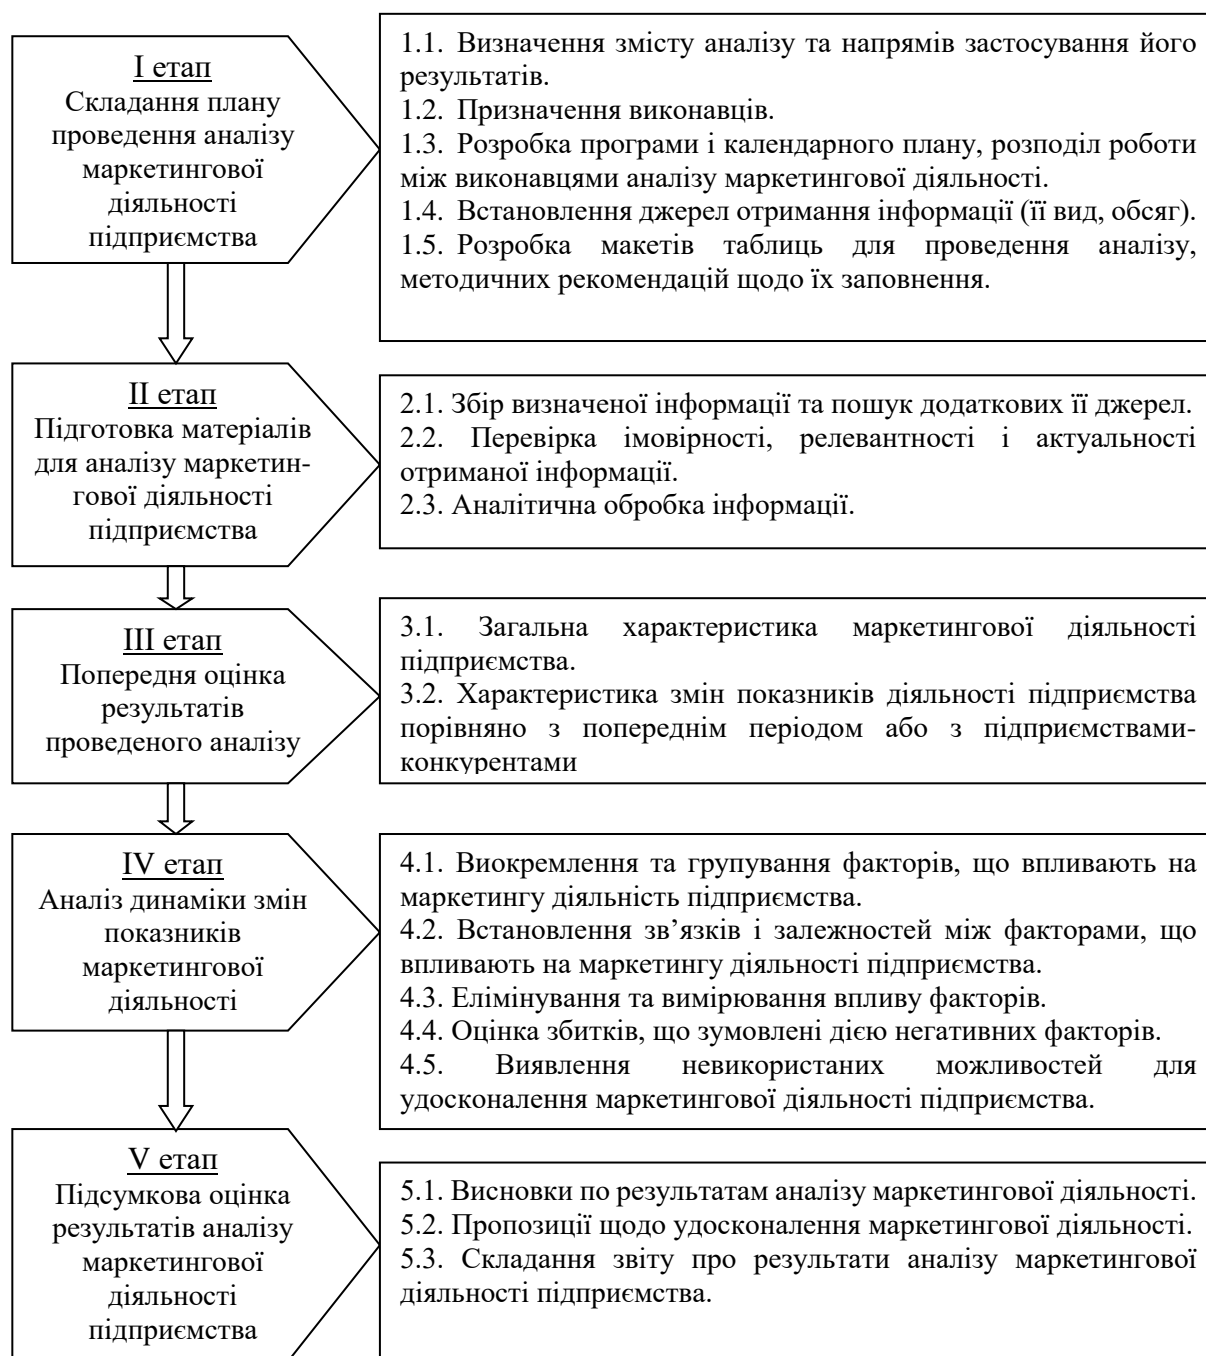 І етап
Складання плану
проведення аналізу
маркетингової
діяльності
підприємства
1.1. Визначення змісту аналізу та напрямів застосування його
результатів.
1.2. Призначення виконавців.
1.3. Розробка програми і календарного плану, розподіл роботи
між виконавцями аналізу маркетингової діяльності.
1.4. Встановлення джерел отримання інформації (її вид, обсяг).
1.5. Розробка макетів таблиць для проведення аналізу,
методичних рекомендацій щодо їх заповнення.
ІІ етап
Підготовка матеріалів
для аналізу маркетин-
гової діяльності
підприємства
2.1. Збір визначеної інформації та пошук додаткових її джерел.
2.2. Перевірка імовірності, релевантності і актуальності
отриманої інформації.
2.3. Аналітична обробка інформації.
ІІІ етап
Попередня оцінка
результатів
проведеного аналізу
3.1. Загальна характеристика маркетингової діяльності
підприємства.
3.2. Характеристика змін показників діяльності підприємства
порівняно з попереднім періодом або з підприємствами-
конкурентами
IV етап
Аналіз динаміки змін
показників
маркетингової
діяльності
4.1. Виокремлення та групування факторів, що впливають на
маркетингу діяльність підприємства.
4.2. Встановлення зв’язків і залежностей між факторами, що
впливають на маркетингу діяльності підприємства.
4.3. Елімінування та вимірювання впливу факторів.
4.4. Оцінка збитків, що зумовлені дією негативних факторів.
4.5. Виявлення невикористаних можливостей для
удосконалення маркетингової діяльності підприємства.
V етап
Підсумкова оцінка
результатів аналізу
маркетингової
діяльності
підприємства
5.1. Висновки по результатам аналізу маркетингової діяльності.
5.2. Пропозиції щодо удосконалення маркетингової діяльності.
5.3. Складання звіту про результати аналізу маркетингової
діяльності підприємства.